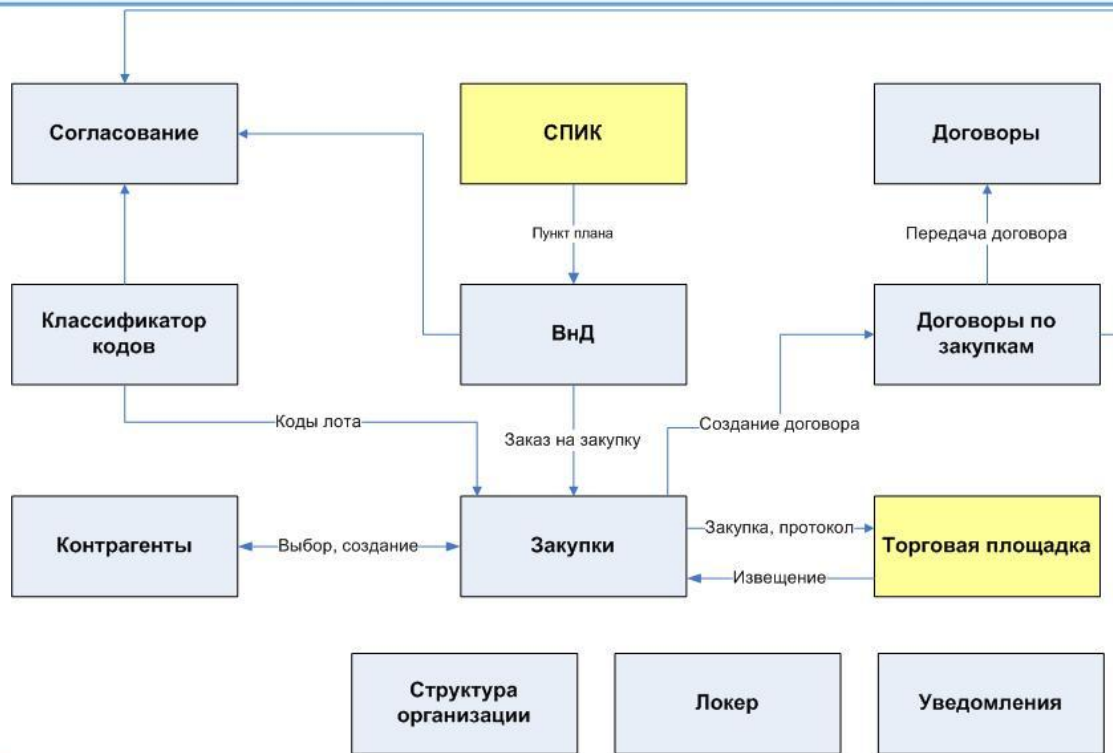 Согласование
СПИК
Договоры
Пункт плана
Передача договора
Классификатор
кодов
ВнД
Договоры по
закупкам
Коды лота
Заказ на закупку
Создание договора
Контрагенты
Выбор, создание
Закупки
Закупка, протокол
Извещение
Торговая площадка
Структура
организации
Локер
Уведомления